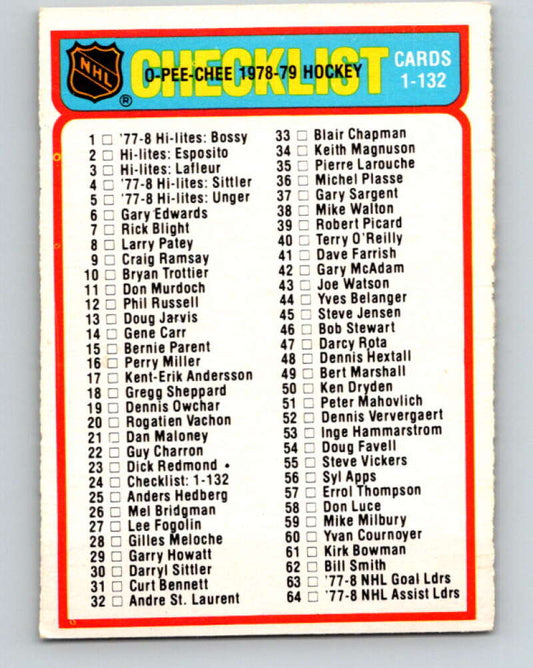 NHL
®
CHECKLIST
O-PEE-CHEE 1978-79 HOCKEY
CARDS
1-132
1 □ '77-8 Hi-lites: Bossy
2 □ Hi-lites: Esposito
3 □ Hi-lites: Lafleur
4 □ '77-8 Hi-lites: Sittler
5 □ '77-8 Hi-lites: Unger
6 □ Gary Edwards
7 □ Rick Blight
8 □ Larry Patey
9 □ Craig Ramsay
10 □ Bryan Trottier
11 □ Don Murdoch
12 □ Phil Russell
13 □ Doug Jarvis
14 □ Gene Carr
15 □ Bernie Parent
16 □ Perry Miller
17 □ Kent-Erik Andersson
18 □ Gregg Sheppard
19 □ Dennis Owchar
20 □ Rogatien Vachon
21 □ Dan Maloney
22 □ Guy Charron
23 □ Dick Redmond
24 □ Checklist: 1-132
25 □ Anders Hedberg
26 □ Mel Bridgman
27 □ Lee Fogolin
28 □ Gilles Meloche
29 □ Garry Howatt
30 □ Darryl Sittler
31 □ Curt Bennett
32 □ Andre St. Laurent
33 □ Blair Chapman
34 □ Keith Magnuson
35 □ Pierre Larouche
36 □ Michel Plasse
37 □ Gary Sargent
38 □ Mike Walton
39 □ Robert Picard
40 □ Terry O'Reilly
41 □ Dave Farrish
42 □ Gary McAdam
43 □ Joe Watson
44 □ Yves Belanger
45 □ Steve Jensen
46 □ Bob Stewart
47 □ Darcy Rota
48 □ Dennis Hextall
49 □ Bert Marshall
50 □ Ken Dryden
51 □ Peter Mahovlich
52 □ Dennis Ververgaert
53 □ Inge Hammarstrom
54 □ Doug Favell
55 □ Steve Vickers
56 □ Syl Apps
57 □ Errol Thompson
58 □ Don Luce
59 □ Mike Milbury
60 □ Yvan Cournoyer
61 □ Kirk Bowman
62 □ Bill Smith
63 □ '77-8 NHL Goal Ldrs
64 □ '77-8 NHL Assist Ldrs